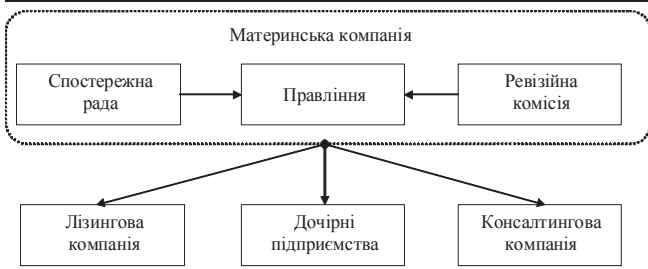 Материнська компанія
Спостережна
рада
Правління
Ревізійна
комісія
Лізингова
компанія
Дочірні
підприємства
Консалтингова
компанія